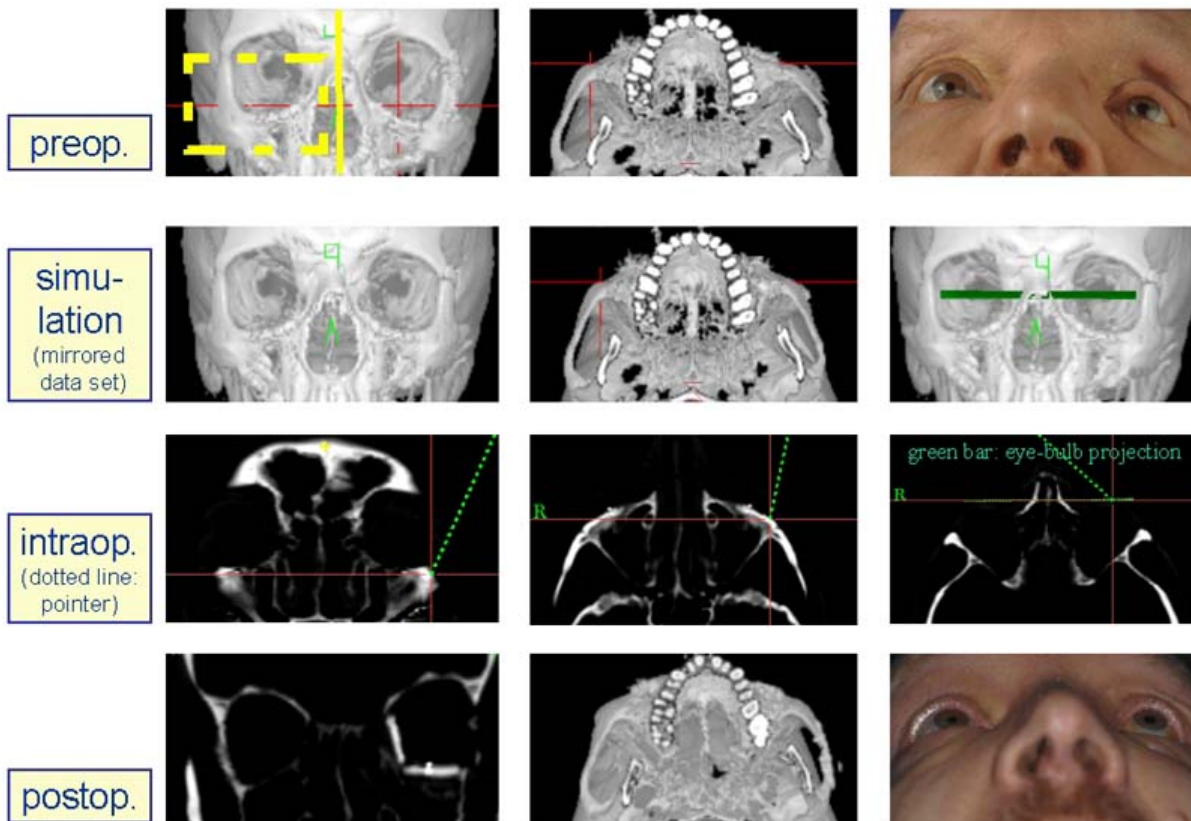 preop.
simu-
lation
(mirrored
data set)
intraop.
(dotted line:
pointer)
R
R
green bar: eye-bulb projection
R
postop.